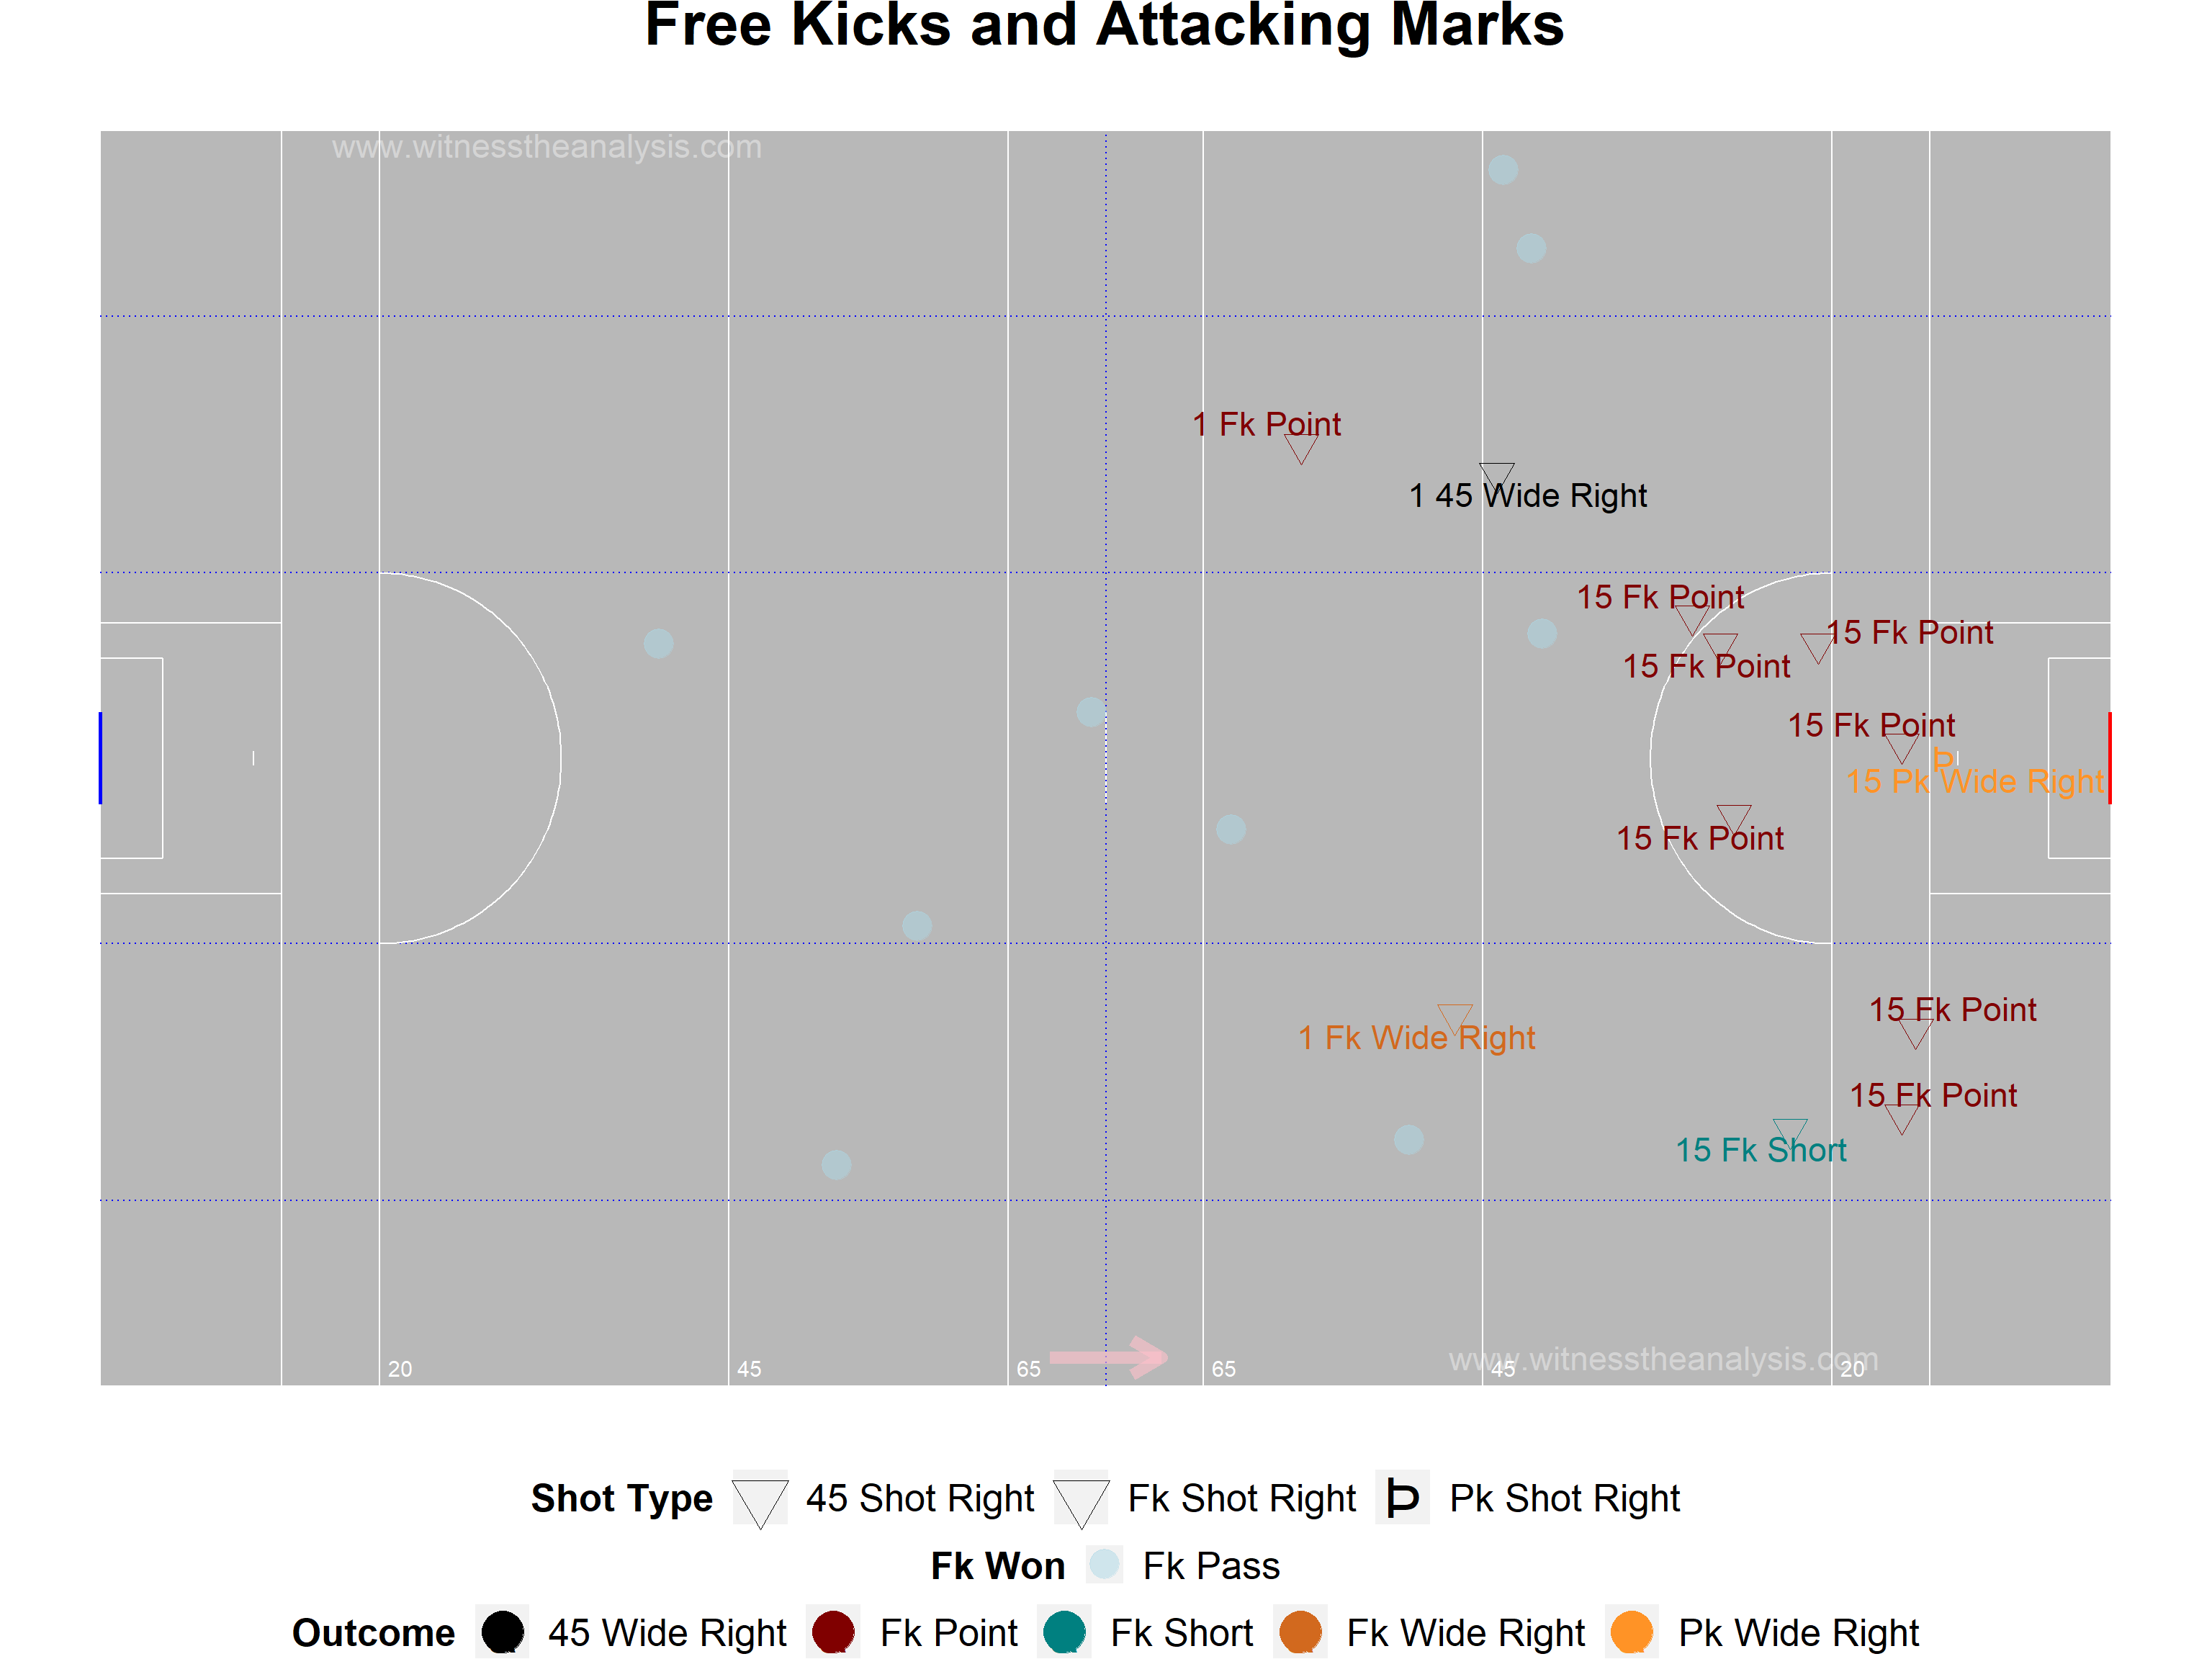 Free Kicks and Attacking Marks
www.witnesstheanalysis.com
1 Fk Point
1 45 Wide Right
15 Fk Point
15 Fk Point
15 Fk Point
15 Fk Point
15 Pk Wide Right
15 Fk Point
15 Fk Point
1 Fk Wide Right
15 Fk Point
15 Fk Short
www.witnesstheanalysis.com
20 45 65 65 45 20
Shot Type 45 Shot Right Fk Shot Right Þ Pk Shot Right
Fk Won Fk Pass
Outcome 45 Wide Right Fk Point Fk Short Fk Wide Right Pk Wide Right